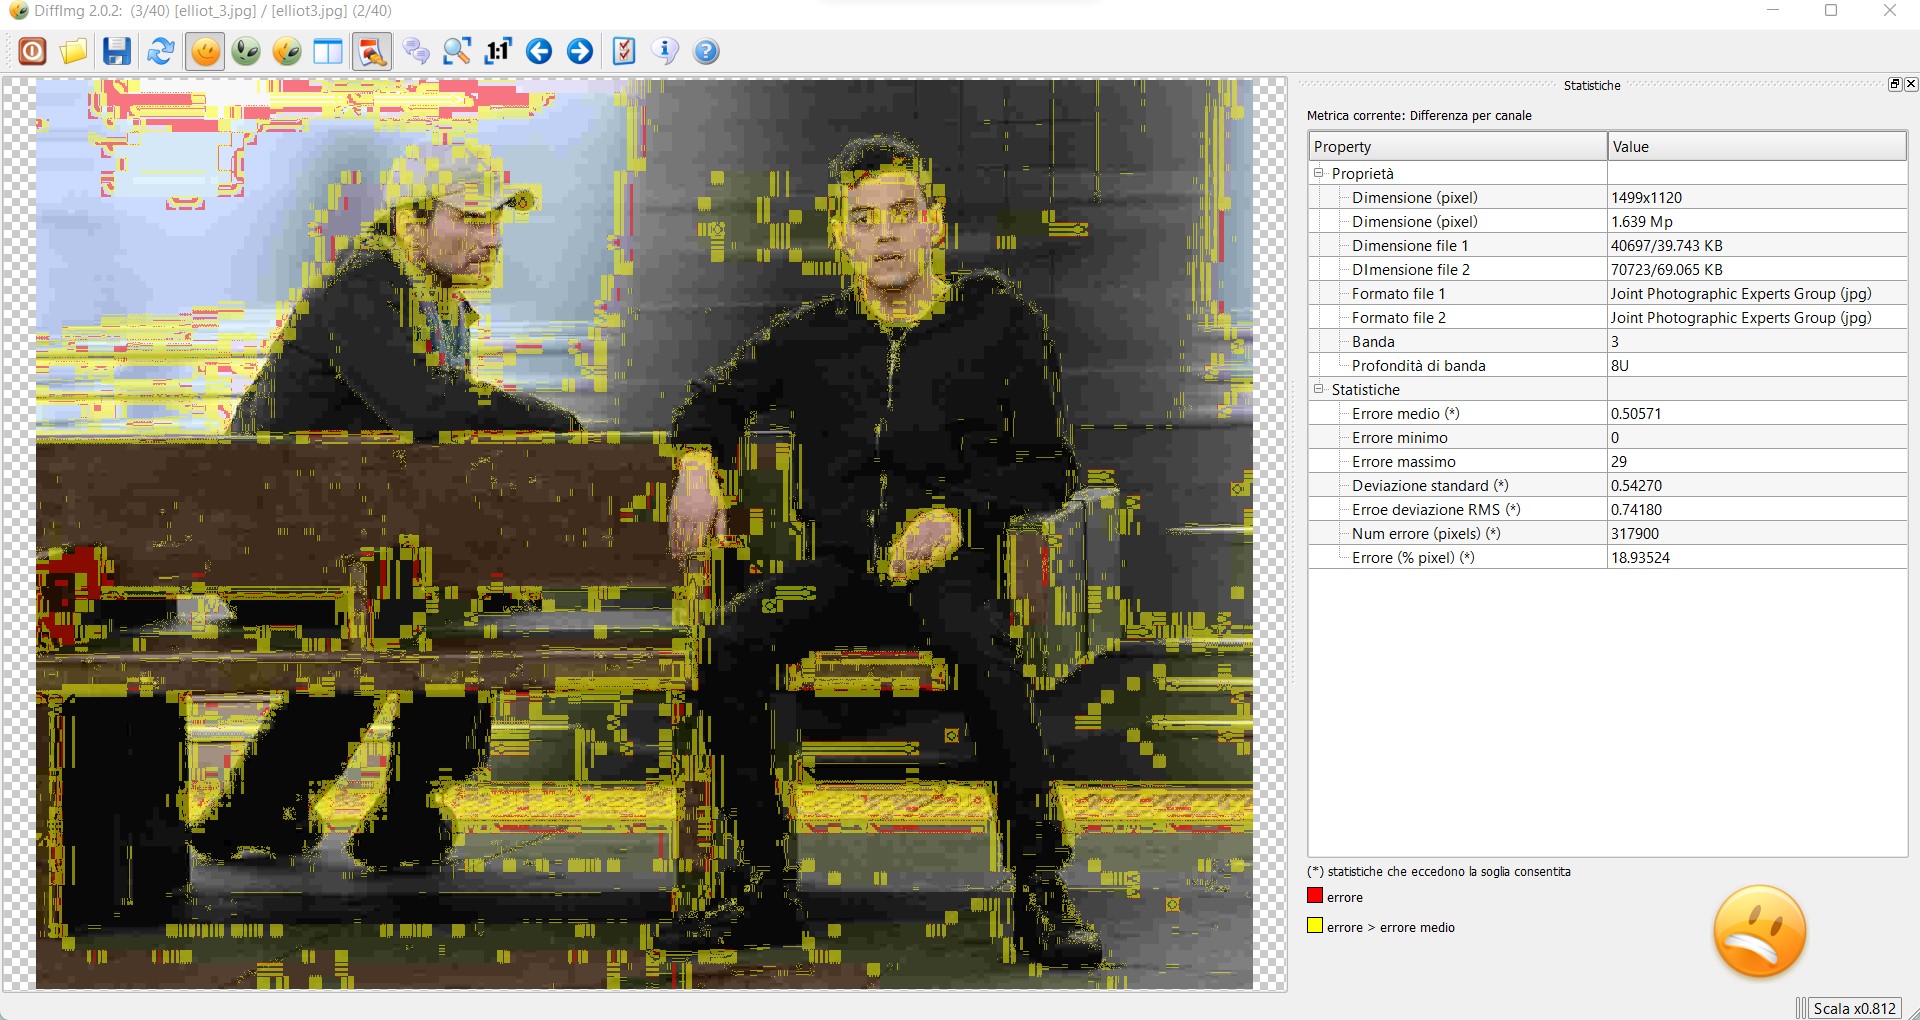 DiffImg 2.0.2: (3/40) [elliot_3.jpg] / [elliot3.jpg] (2/40)
1:1
Statistiche
Metrica corrente: Differenza per canale
Property Value
Proprietà
Dimensione (pixel) 1499x1120
Dimensione (pixel) 1.639 Mp
Dimensione file 1 40697/39.743 KB
DImensione file 2 70723/69.065 KB
Formato file 1 Joint Photographic Experts Group (jpg)
Formato file 2 Joint Photographic Experts Group (jpg)
Banda 3
Profondità di banda 8U
Statistiche
Errore medio (*) 0.50571
Errore minimo 0
Errore massimo 29
Deviazione standard (*) 0.54270
Erroe deviazione RMS (*) 0.74180
Num errore (pixels) (*) 317900
Errore (% pixel) (*) 18.93524
(*) statistiche che eccedono la soglia consentita
errore
errore > errore medio
Scala x0.812